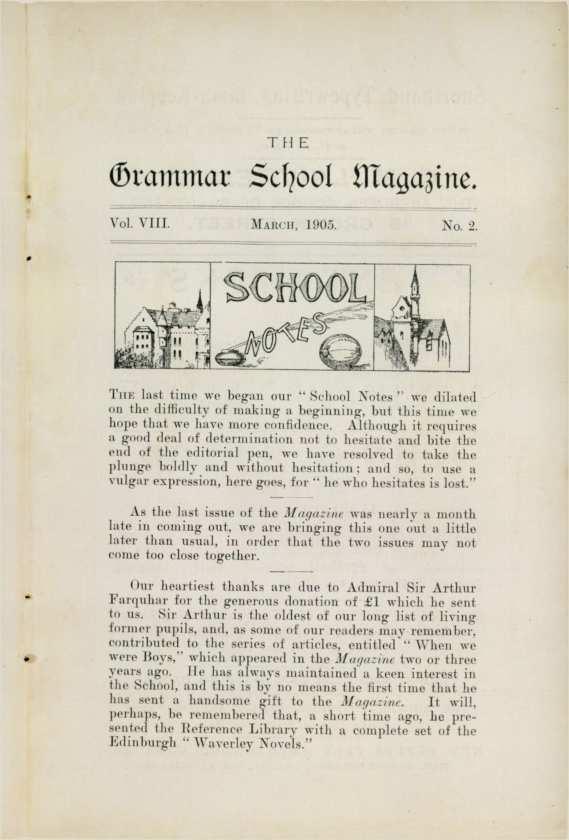 THE
Grammar School Magazine.
Vol. VIII. MARCH, 1905. No. 2.
SCHOOL
NOTES
THE last time we began our “ School Notes ” we dilated
on the difficulty of making a beginning, but this time we
hope that we have more confidence. Although it requires
a good deal of determination not to hesitate and bite the
end of the editorial pen, we have resolved to take the
plunge boldly and without hesitation ; and so, to use a
vulgar expression, here goes, for “ he who hesitates is lost.”
As the last issue of the Magazine was nearly a month
late in coming out, we are bringing this one out a little
later than usual, in order that the two issues may not
come too close together.
Our heartiest thanks are due to Admiral Sir Arthur
Farquhar for the generous donation of £1 which he sent
to us. Sir Arthur is the oldest of our long list of living
former pupils, and, as some of our readers may remember,
contributed to the series of articles, entitled “ When we
were Boys,” which appeared in the Magazine two or three
years ago. He has always maintained a keen interest in
the School, and this is by no means the first time that he
has sent a handsome gift to the Magazine. It will,
perhaps, be remembered that, a short time ago, he pre-
sented the Reference Library with a complete set of the
Edinburgh “ Waverley Novels.”